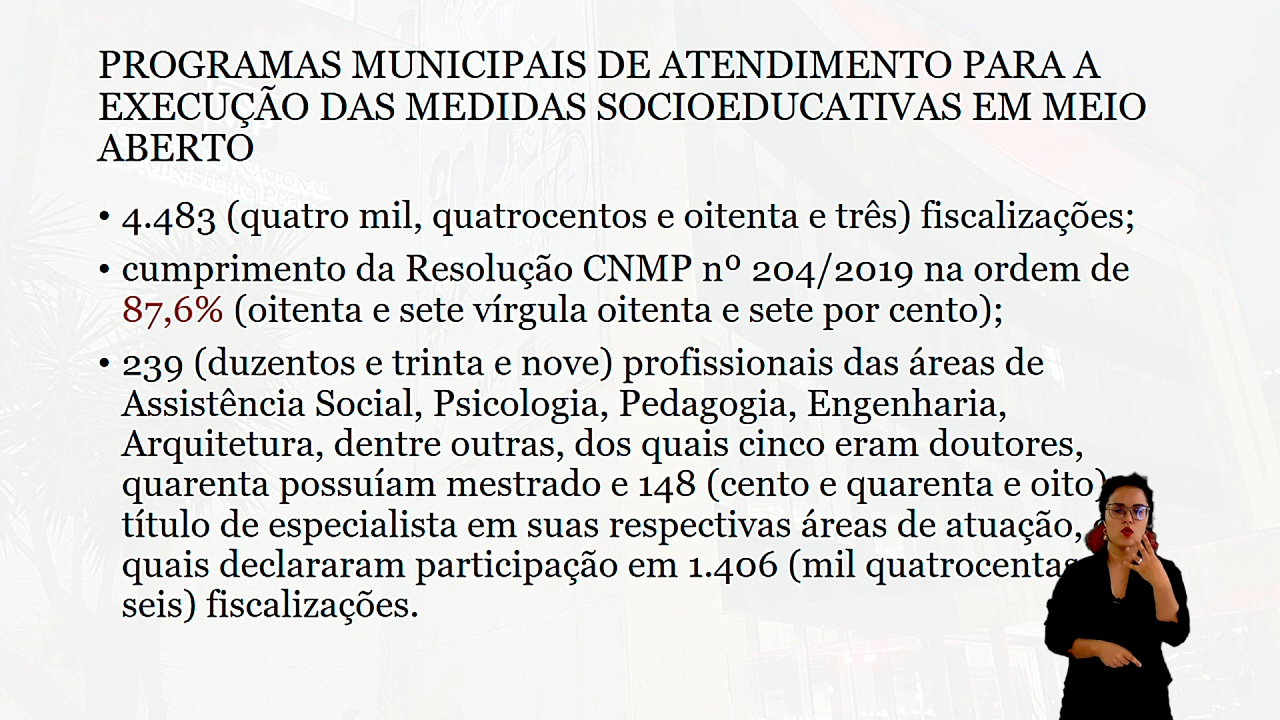 PROGRAMAS MUNICIPAIS DE ATENDIMENTO PARA A
EXECUÇÃO DAS MEDIDAS SOCIOEDUCATIVAS EM MEIO
ABERTO
• 4.483 (quatro mil, quatrocentos e oitenta e três) fiscalizações;
• cumprimento da Resolução CNMP nº 204/2019 na ordem de
87,6% (oitenta e sete vírgula oitenta e sete por cento);
• 239 (duzentos e trinta e nove) profissionais das áreas de
Assistência Social, Psicologia, Pedagogia, Engenharia,
Arquitetura, dentre outras, dos quais cinco eram doutores,
quarenta possuíam mestrado e 148 (cento e quarenta e oito)
título de especialista em suas respectivas áreas de atuação,
quais declararam participação em 1.406 (mil quatrocentas
seis) fiscalizações.